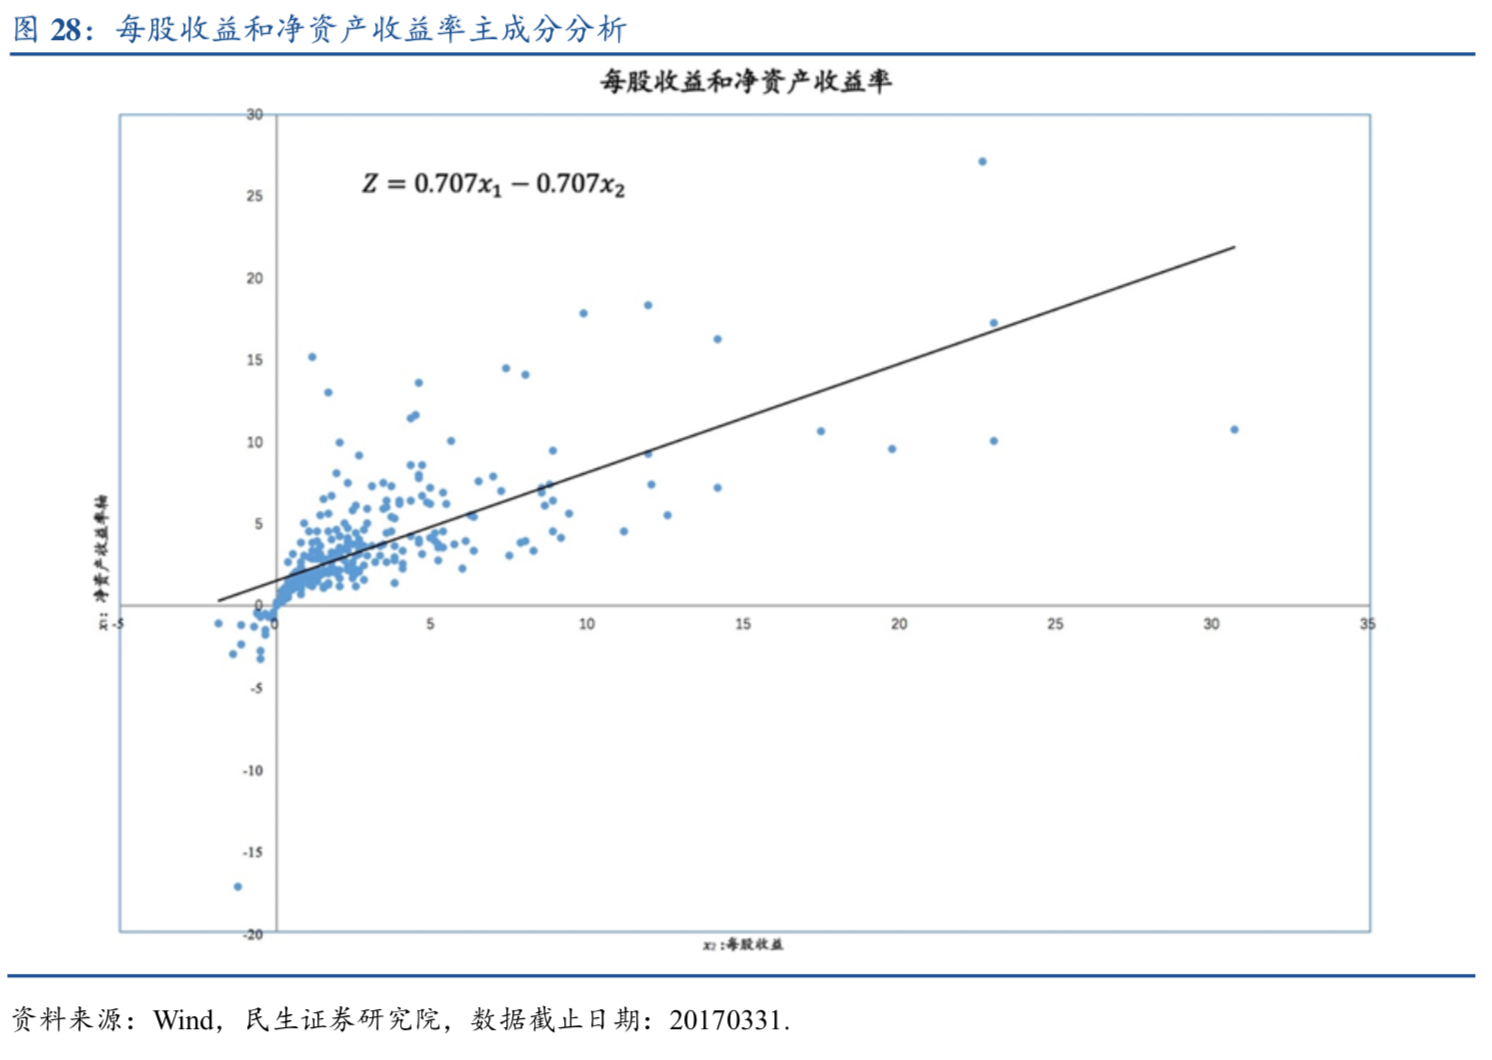 图 28：每股收益和净资产收益率主成分分析
每股收益和净资产收益率
30
Z = 0.707x₁ − 0.707x₂
25
20
15
10
5
0
x₁：净资产收益率轴
-5 0 5 10 15 20 25 30 35
-5
-10
-15
-20
x₂ :每股收益
资料来源：Wind，民生证券研究院，数据截止日期：20170331.